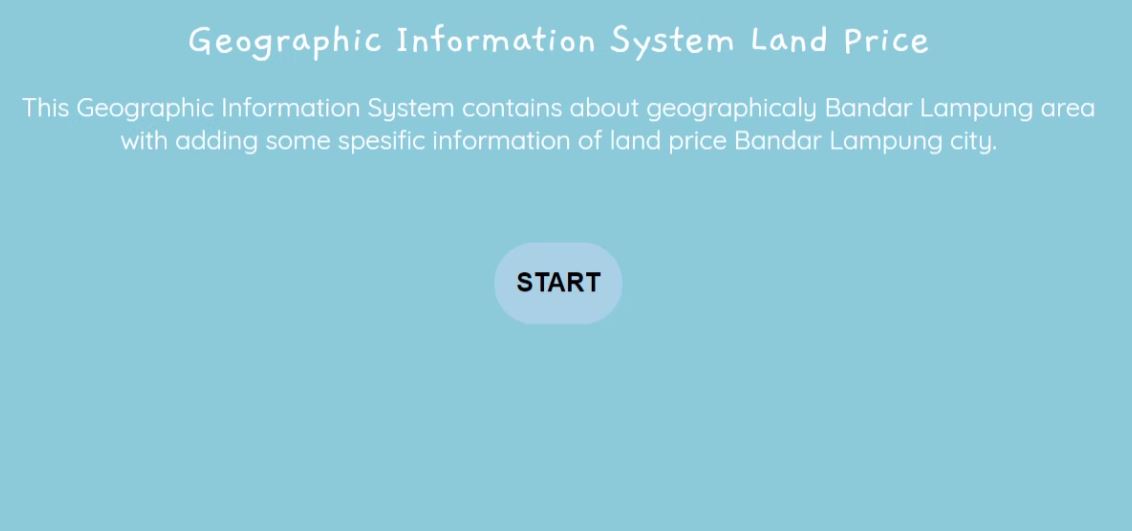 Geographic Information System Land Price
This Geographic Information System contains about geographicaly Bandar Lampung area
with adding some spesific information of land price Bandar Lampung city.
START